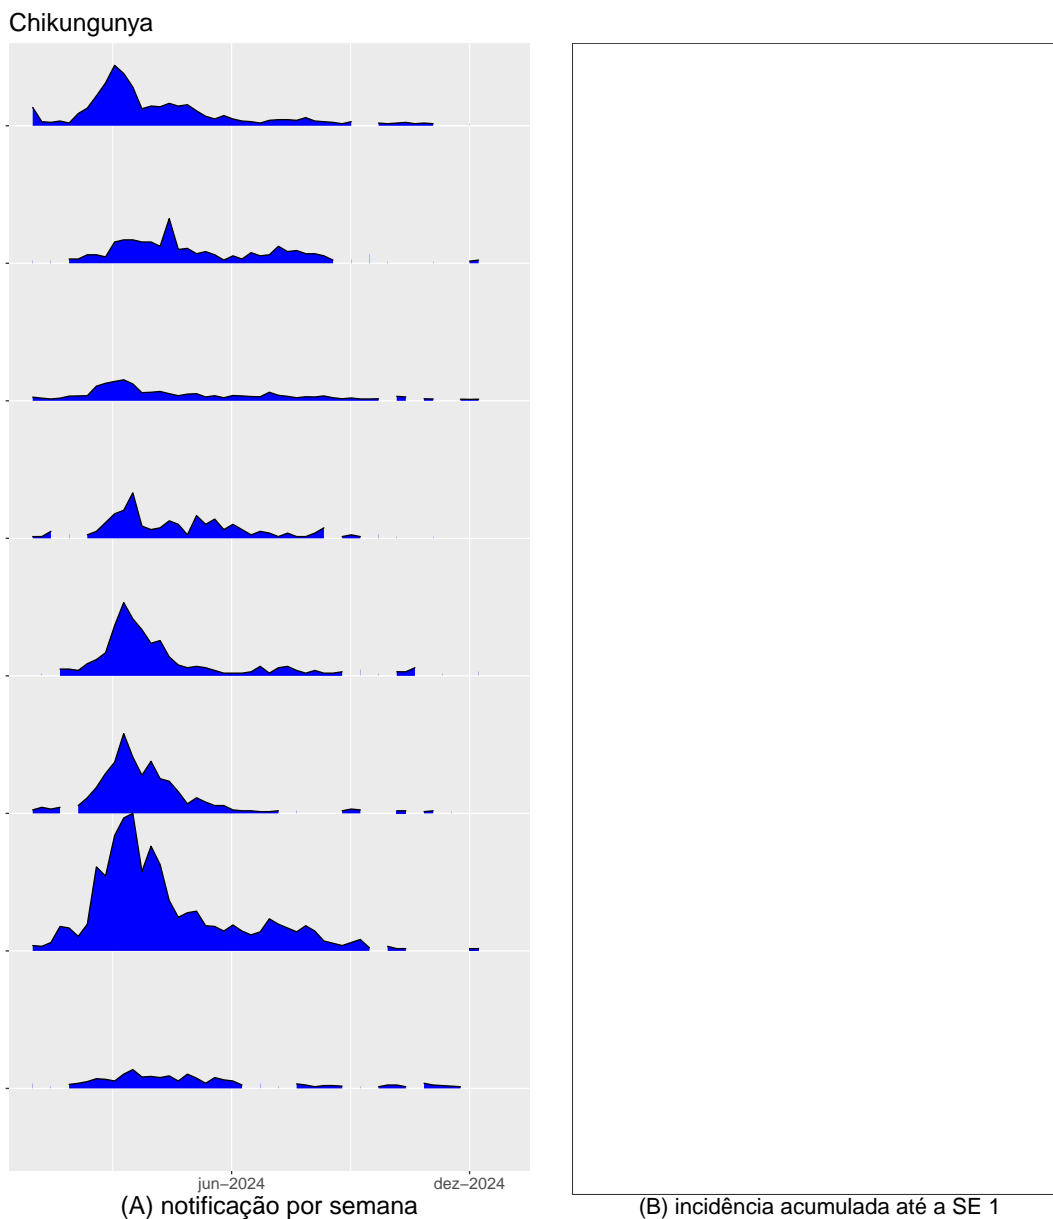 Chikungunya
jun–2024
dez–2024
(A) notificação por semana
(B) incidência acumulada até a SE 1